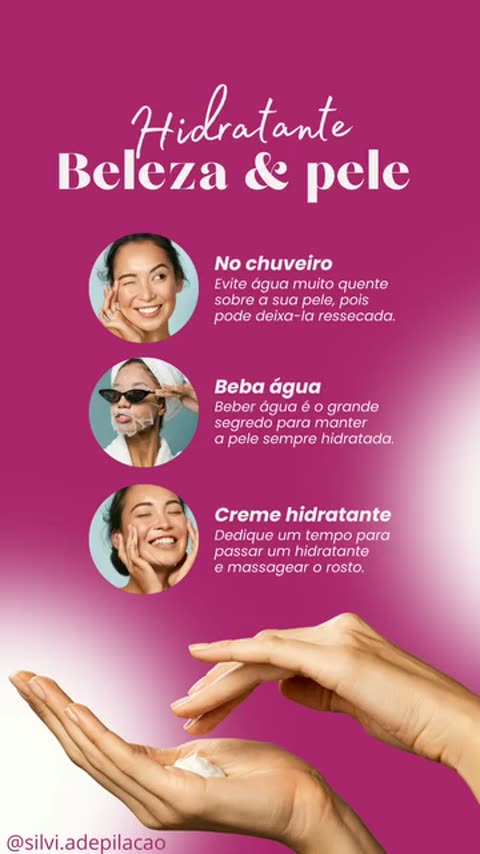 Hidratante
Beleza & pele
No chuveiro
Evite água muito quente
sobre a sua pele, pois
pode deixa-la ressecada.
Beba água
Beber água é o grande
segredo para manter
a pele sempre hidratada.
Creme hidratante
Dedique um tempo para
passar um hidratante
e massagear o rosto.
@silvi.adepilacao